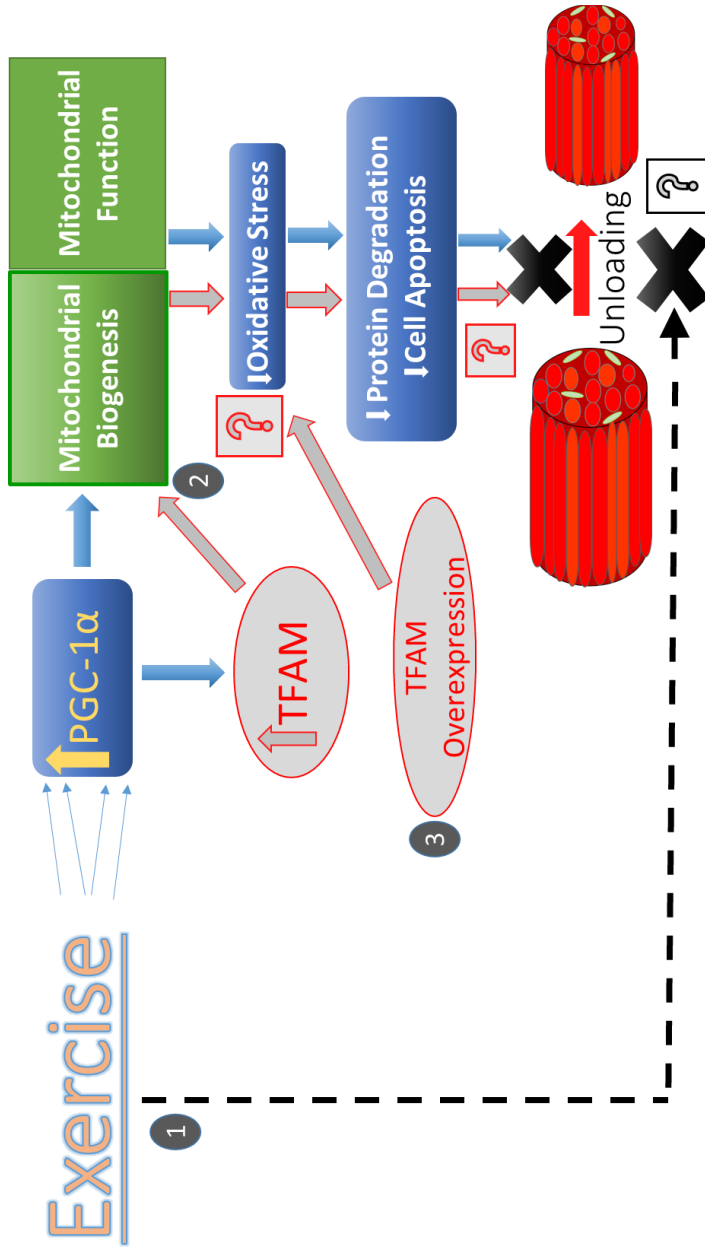 Exercise
1
PGC-1α
Mitochondrial
Biogenesis
Mitochondrial
Function
2
TFAM
?
↓Oxidative Stress
3
TFAM
Overexpression
↓Protein Degradation
↓Cell Apoptosis
?
Unloading
?